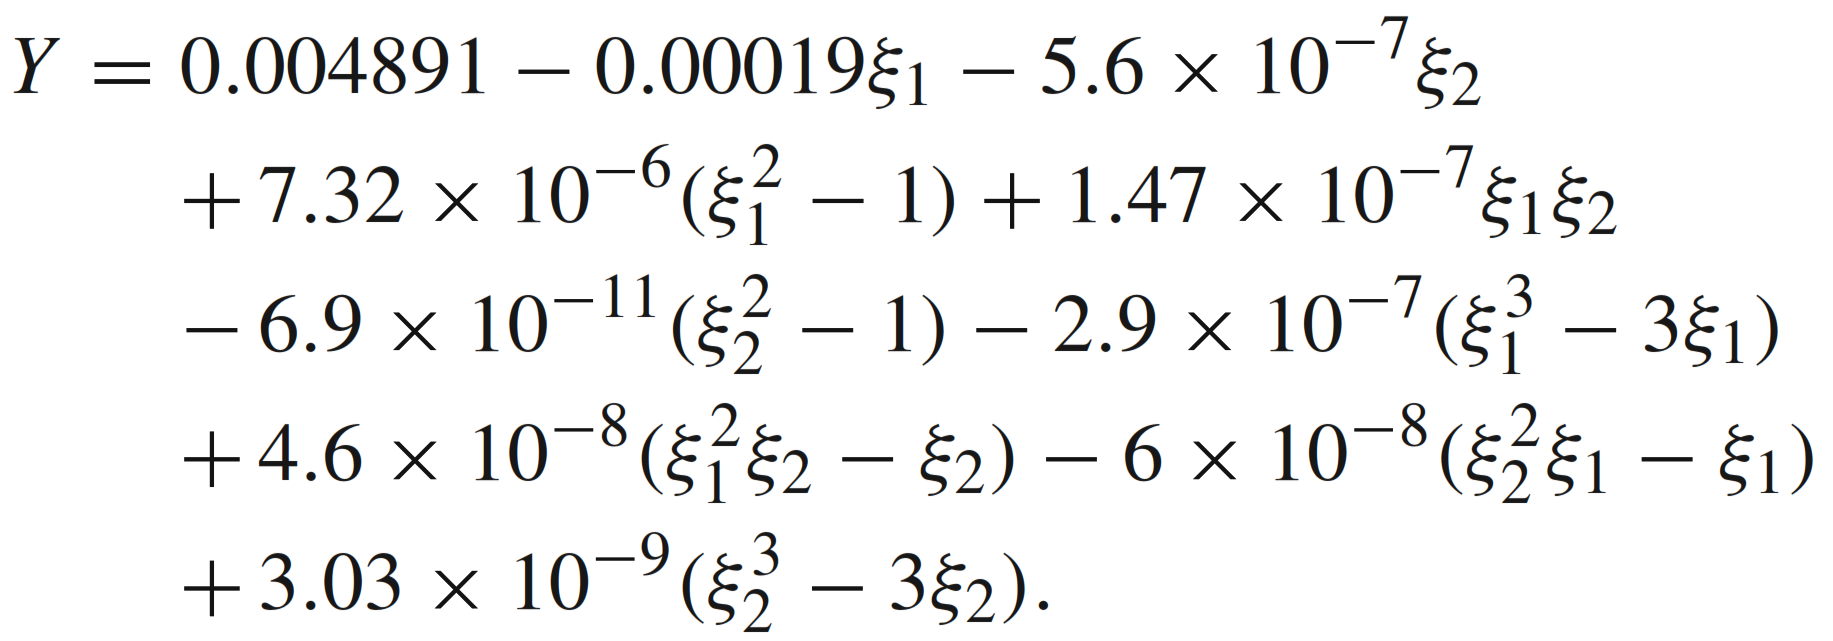 Y = 0.004891 − 0.00019ξ₁ − 5.6 × 10⁻⁷ξ₂
+ 7.32 × 10⁻⁶(ξ₁² − 1) + 1.47 × 10⁻⁷ξ₁ξ₂
− 6.9 × 10⁻¹¹(ξ₂² − 1) − 2.9 × 10⁻⁷(ξ₁³ − 3ξ₁)
+ 4.6 × 10⁻⁸(ξ₁²ξ₂ − ξ₂) − 6 × 10⁻⁸(ξ₂²ξ₁ − ξ₁)
+ 3.03 × 10⁻⁹(ξ₂³ − 3ξ₂).